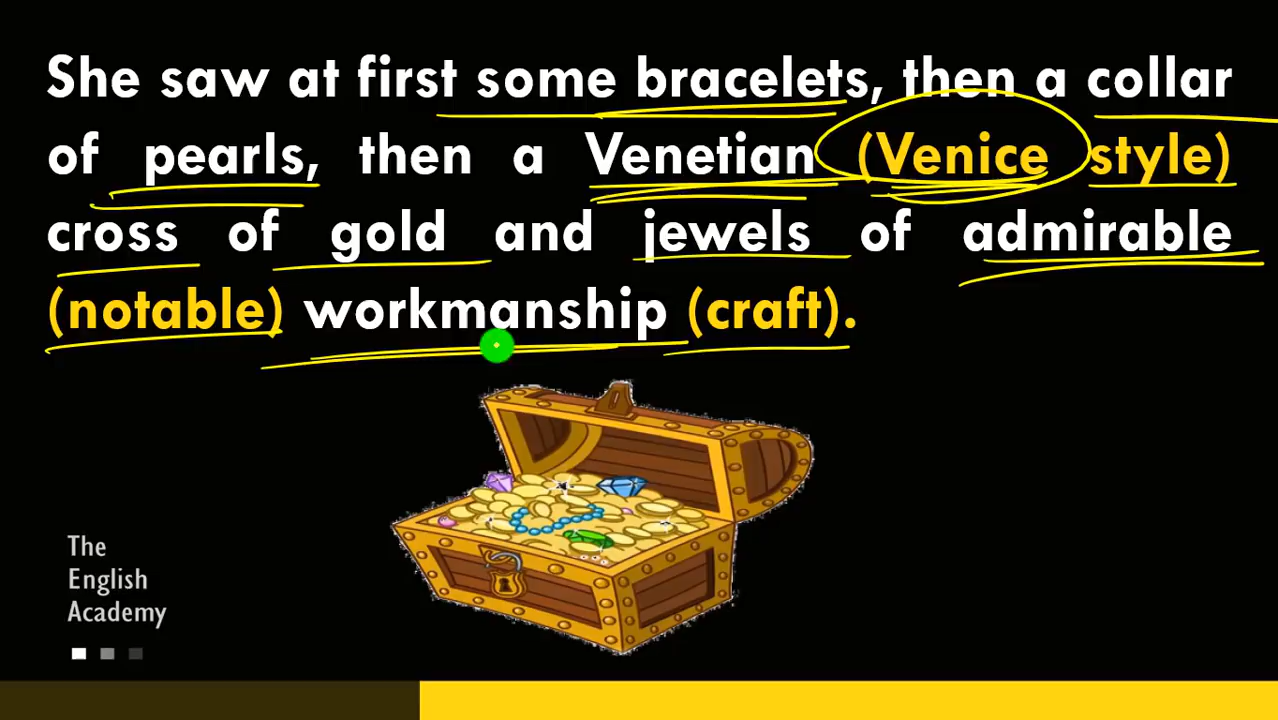 She saw at first some bracelets, then a collar
of pearls, then a Venetian (Venice style)
cross of gold and jewels of admirable
(notable) workmanship (craft).
The
English
Academy